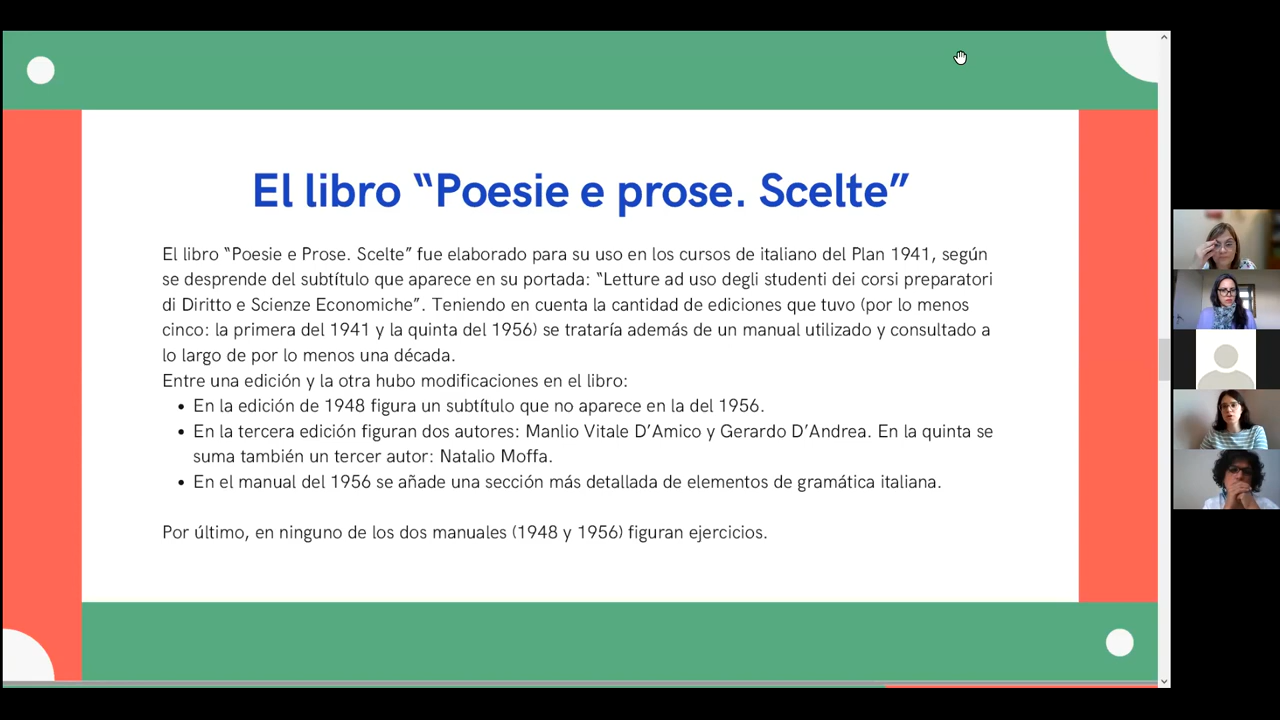 El libro “Poesie e prose. Scelte”
El libro “Poesie e Prose. Scelte” fue elaborado para su uso en los cursos de italiano del Plan 1941, según
se desprende del subtítulo que aparece en su portada: “Letture ad uso degli studenti dei corsi preparatori
di Diritto e Scienze Economiche”. Teniendo en cuenta la cantidad de ediciones que tuvo (por lo menos
cinco: la primera del 1941 y la quinta del 1956) se trataría además de un manual utilizado y consultado a
lo largo de por lo menos una década.
Entre una edición y la otra hubo modificaciones en el libro:
• En la edición de 1948 figura un subtítulo que no aparece en la del 1956.
• En la tercera edición figuran dos autores: Manlio Vitale D’Amico y Gerardo D’Andrea. En la quinta se
suma también un tercer autor: Natalio Moffa.
• En el manual del 1956 se añade una sección más detallada de elementos de gramática italiana.
Por último, en ninguno de los dos manuales (1948 y 1956) figuran ejercicios.